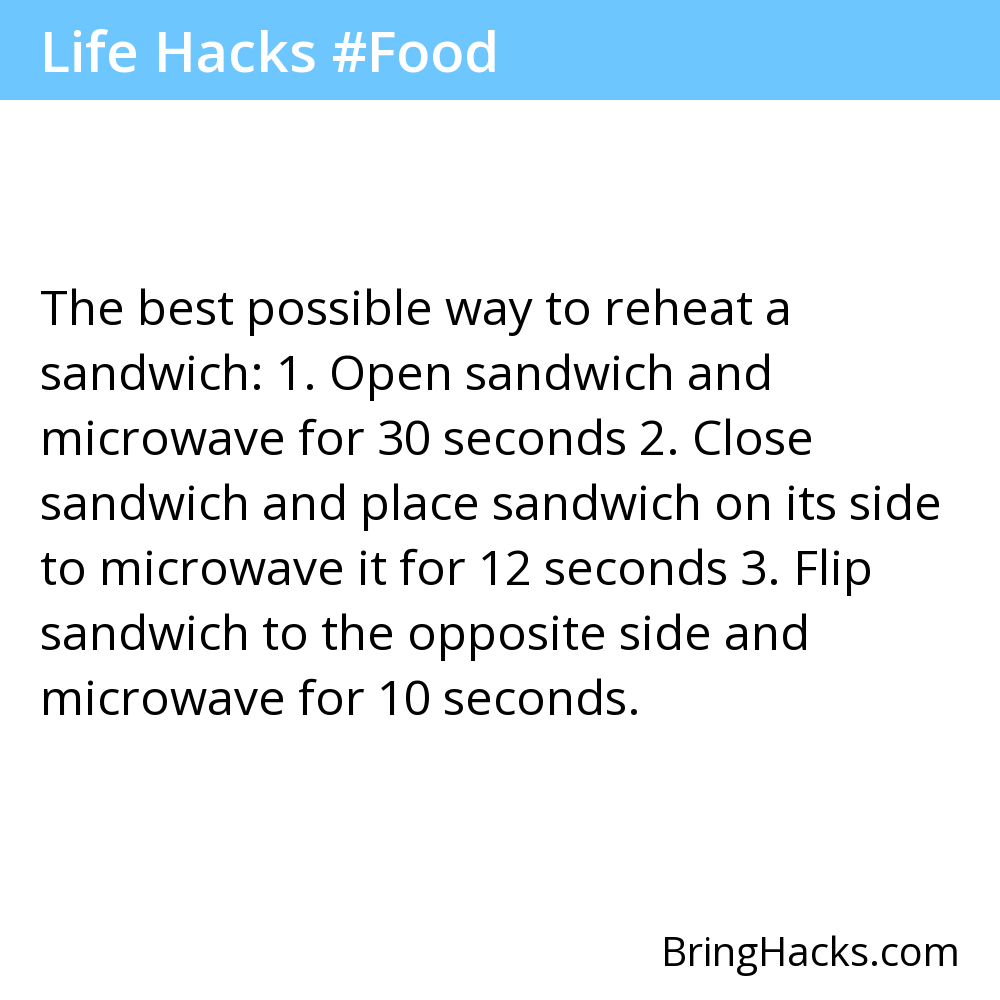 Life Hacks #Food
The best possible way to reheat a
sandwich: 1. Open sandwich and
microwave for 30 seconds 2. Close
sandwich and place sandwich on its side
to microwave it for 12 seconds 3. Flip
sandwich to the opposite side and
microwave for 10 seconds.
BringHacks.com